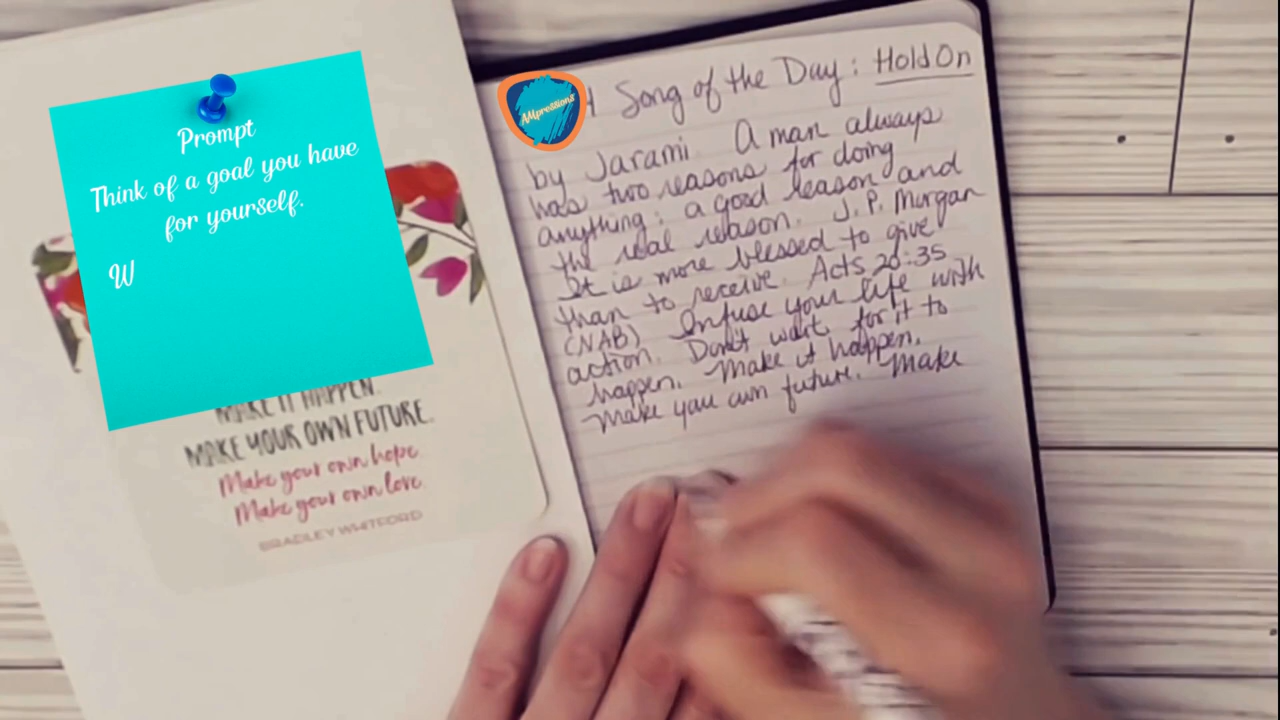 Prompt
Think of a goal you have
for yourself.
W
MAKE IT HAPPEN.
MAKE YOUR OWN FUTURE.
Make your own hope
Make your own love
BRADLEY WHITFORD
AMpressions
4 Song of the Day: Hold On
by Jarami A man always
has two reasons for doing
anything: a good reason and
the real reason. J. P. Morgan
It is more blessed to give
than to receive. Acts 20:35
(NAB) Infuse your life with
action. Don't wait for it to
happen. Make it happen.
Make you own future. Make